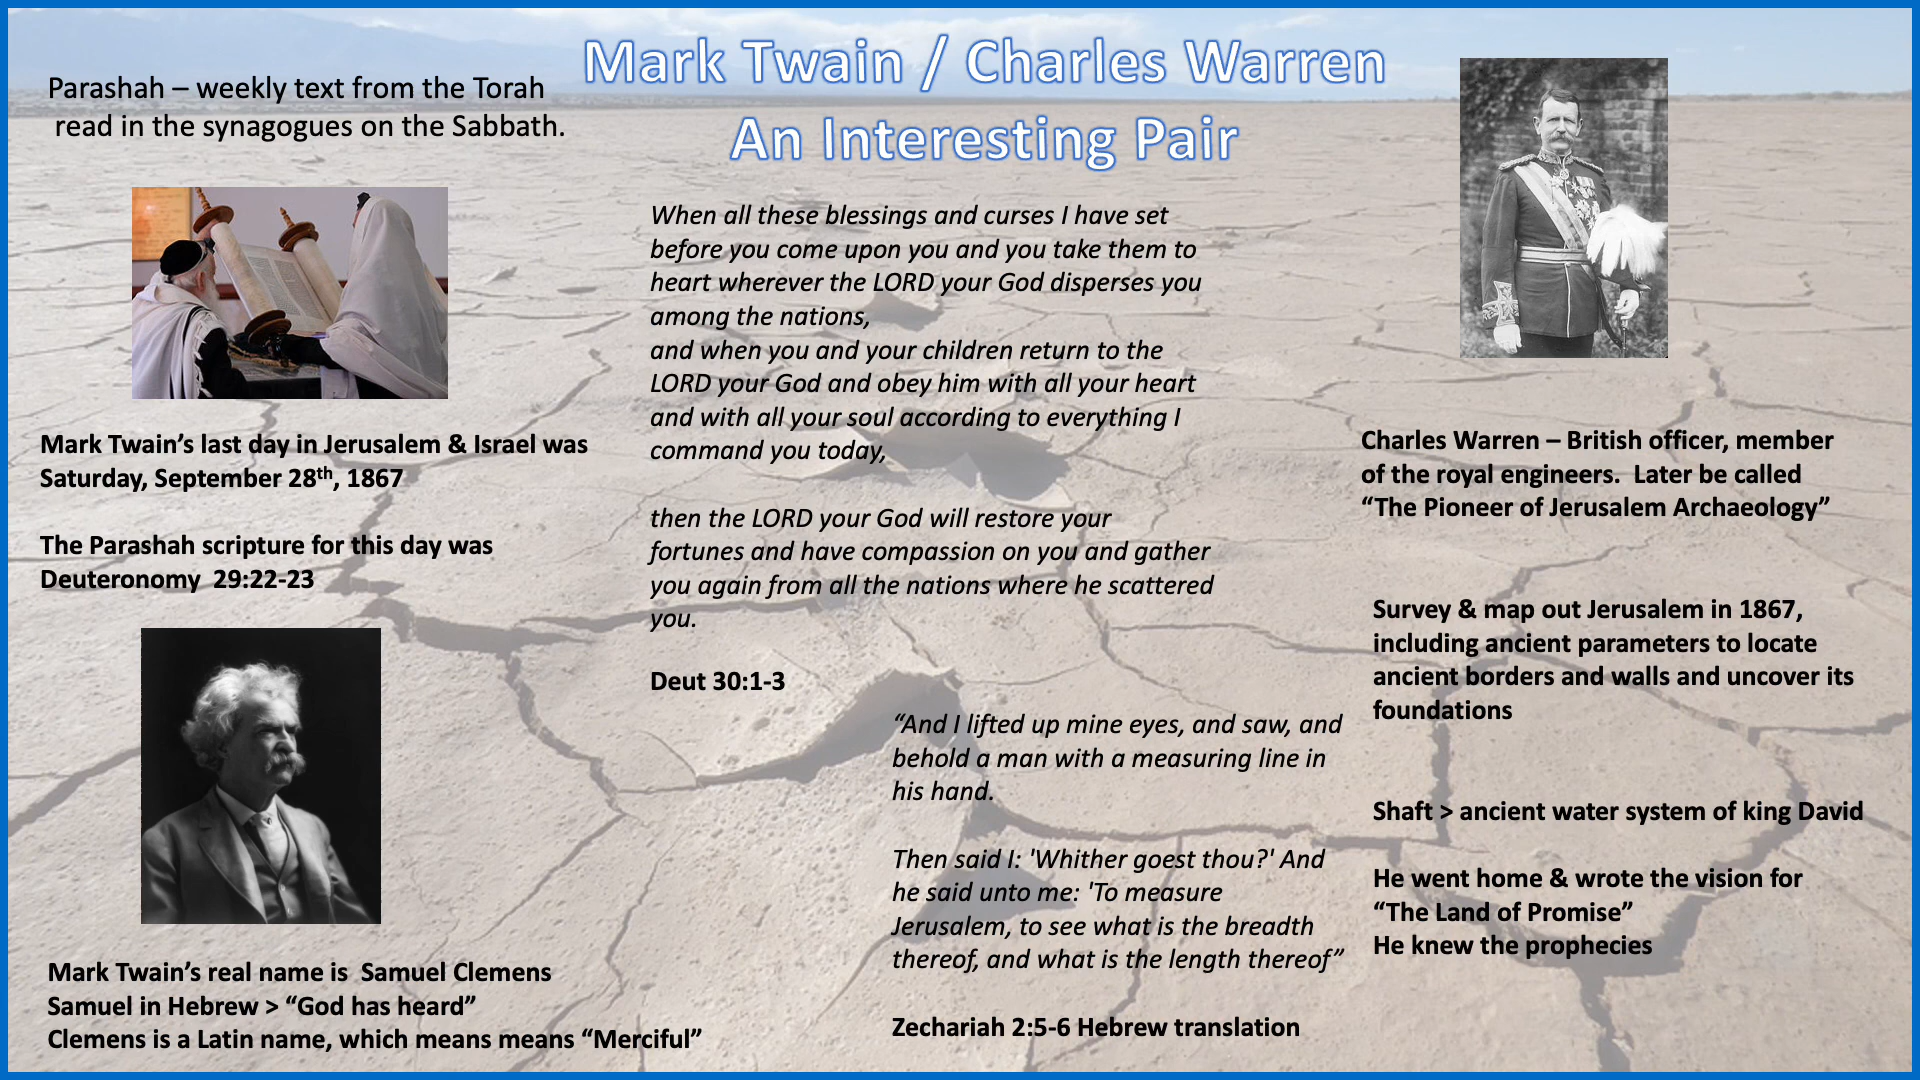 Mark Twain / Charles Warren
An Interesting Pair
Parashah – weekly text from the Torah
read in the synagogues on the Sabbath.
Mark Twain’s last day in Jerusalem & Israel was
Saturday, September 28th, 1867
The Parashah scripture for this day was
Deuteronomy 29:22-23
Mark Twain’s real name is Samuel Clemens
Samuel in Hebrew > “God has heard”
Clemens is a Latin name, which means means “Merciful”
When all these blessings and curses I have set
before you come upon you and you take them to
heart wherever the LORD your God disperses you
among the nations,
and when you and your children return to the
LORD your God and obey him with all your heart
and with all your soul according to everything I
command you today,
then the LORD your God will restore your
fortunes and have compassion on you and gather
you again from all the nations where he scattered
you.
Deut 30:1-3
“And I lifted up mine eyes, and saw, and
behold a man with a measuring line in
his hand.
Then said I: 'Whither goest thou?' And
he said unto me: 'To measure
Jerusalem, to see what is the breadth
thereof, and what is the length thereof”
Zechariah 2:5-6 Hebrew translation
Charles Warren – British officer, member
of the royal engineers. Later be called
“The Pioneer of Jerusalem Archaeology”
Survey & map out Jerusalem in 1867,
including ancient parameters to locate
ancient borders and walls and uncover its
foundations
Shaft > ancient water system of king David
He went home & wrote the vision for
“The Land of Promise”
He knew the prophecies